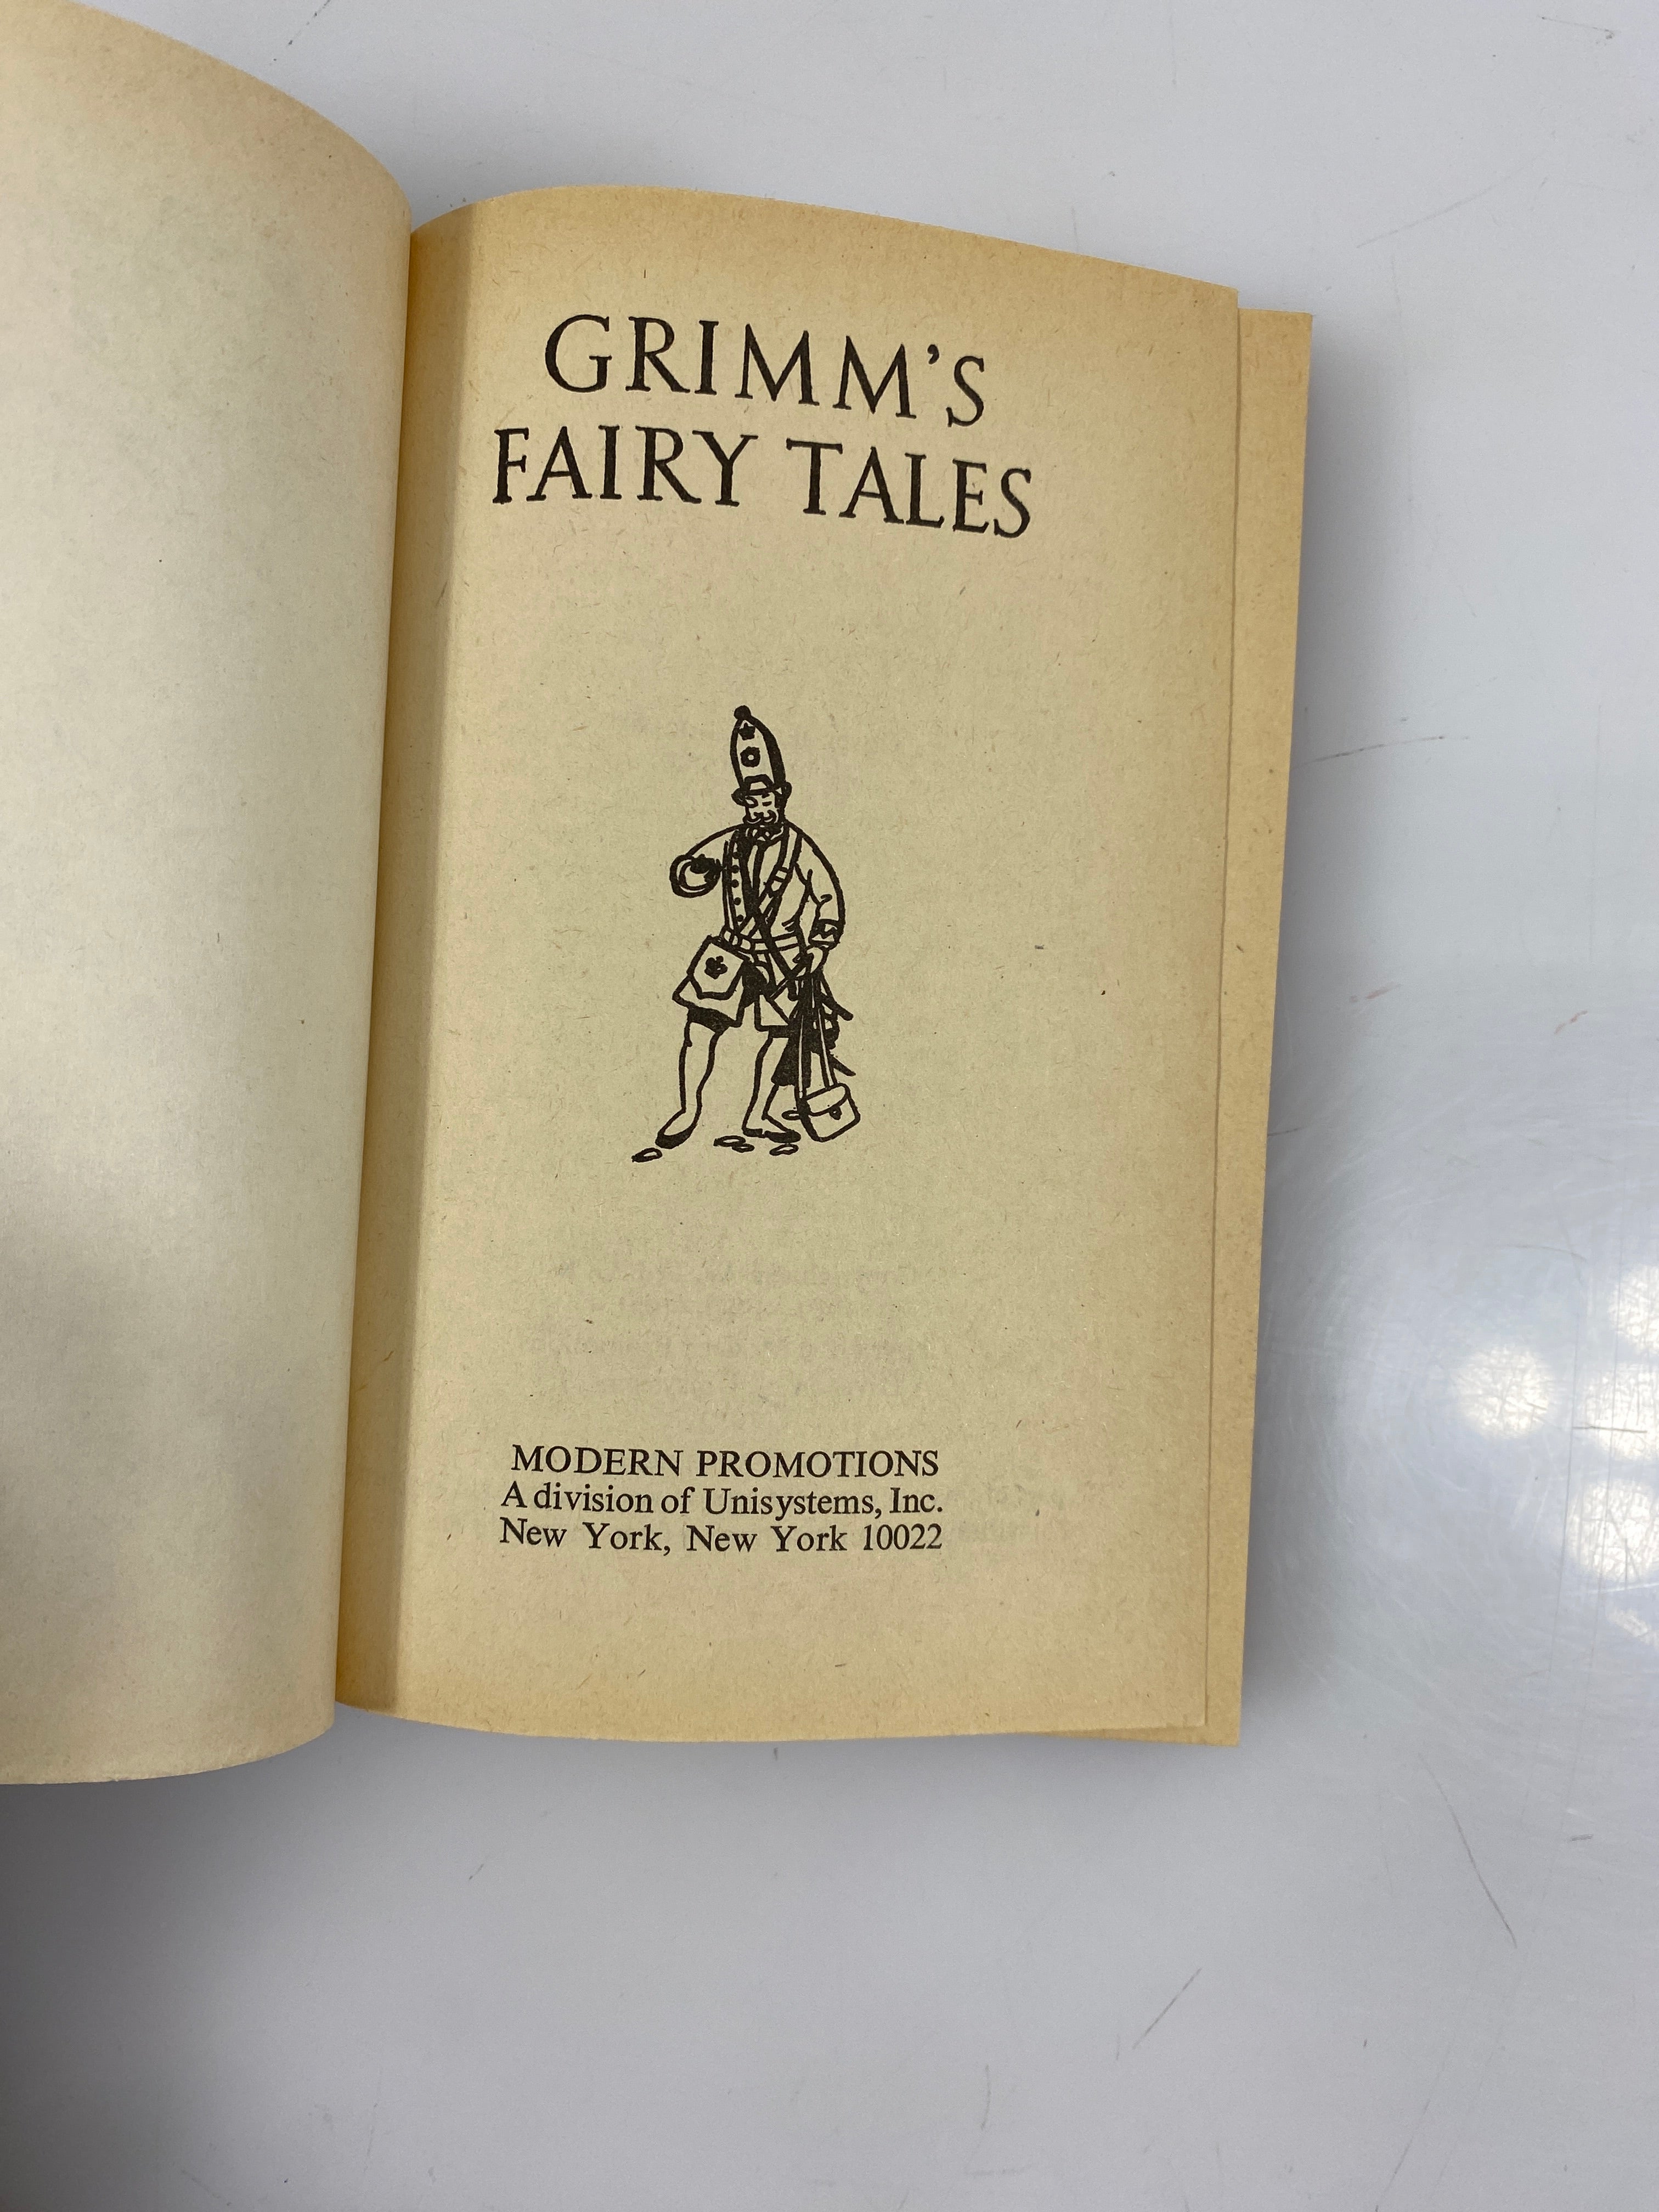 GRIMM'S
FAIRY TALES
MODERN PROMOTIONS
A division of Unisystems, Inc.
New York, New York 10022